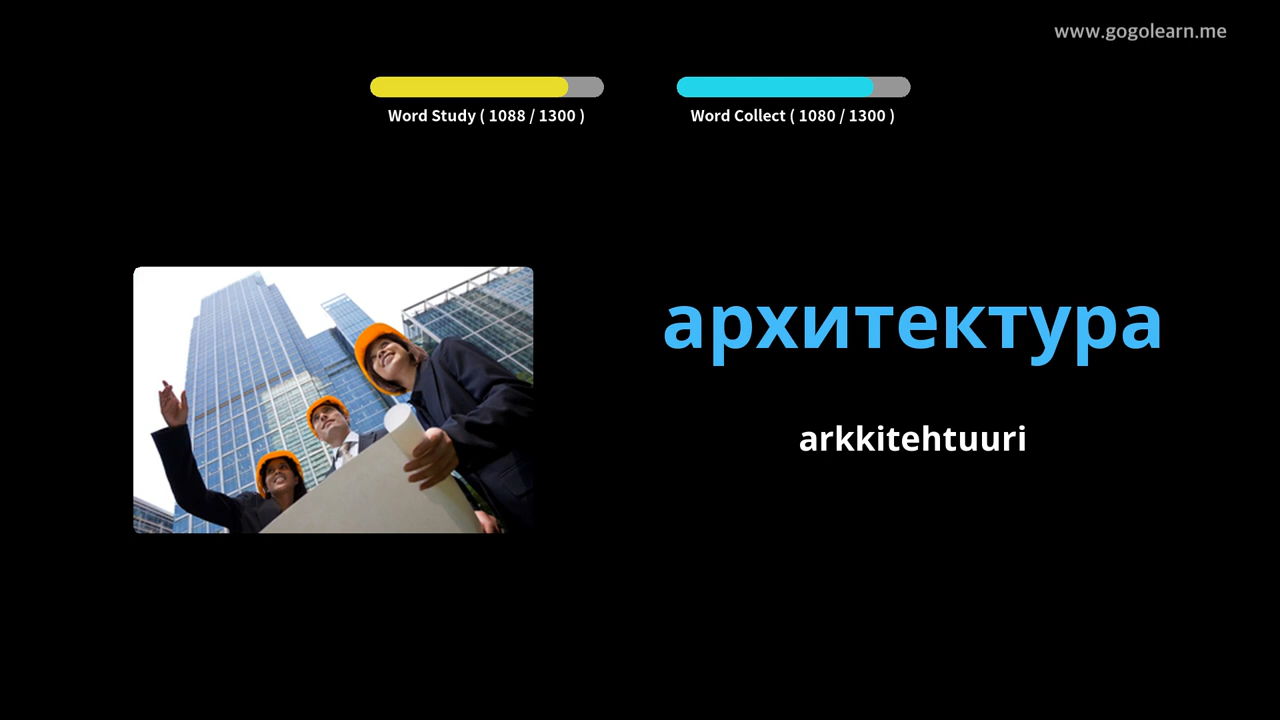 www.gogolearn.me
Word Study ( 1088 / 1300 )
Word Collect ( 1080 / 1300 )
архитектура
arkkitehtuuri